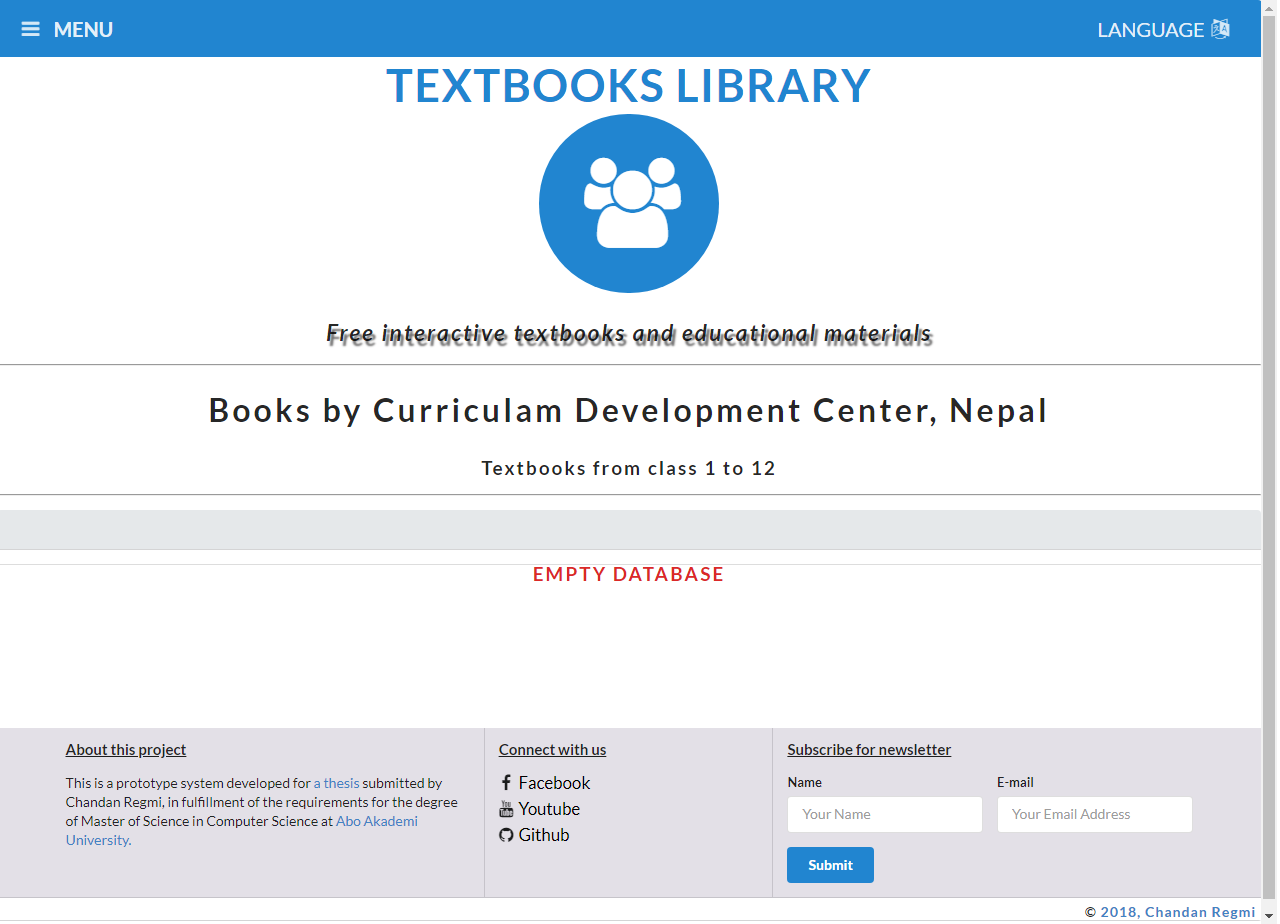 MENU
LANGUAGE
TEXTBOOKS LIBRARY
Free interactive textbooks and educational materials
Books by Curriculam Development Center, Nepal
Textbooks from class 1 to 12
EMPTY DATABASE
About this project
This is a prototype system developed for a thesis submitted by
Chandan Regmi, in fulfillment of the requirements for the degree
of Master of Science in Computer Science at Abo Akademi
University.
Connect with us
Facebook
Youtube
Github
Subscribe for newsletter
Name
E-mail
Your Name
Your Email Address
Submit
© 2018, Chandan Regmi